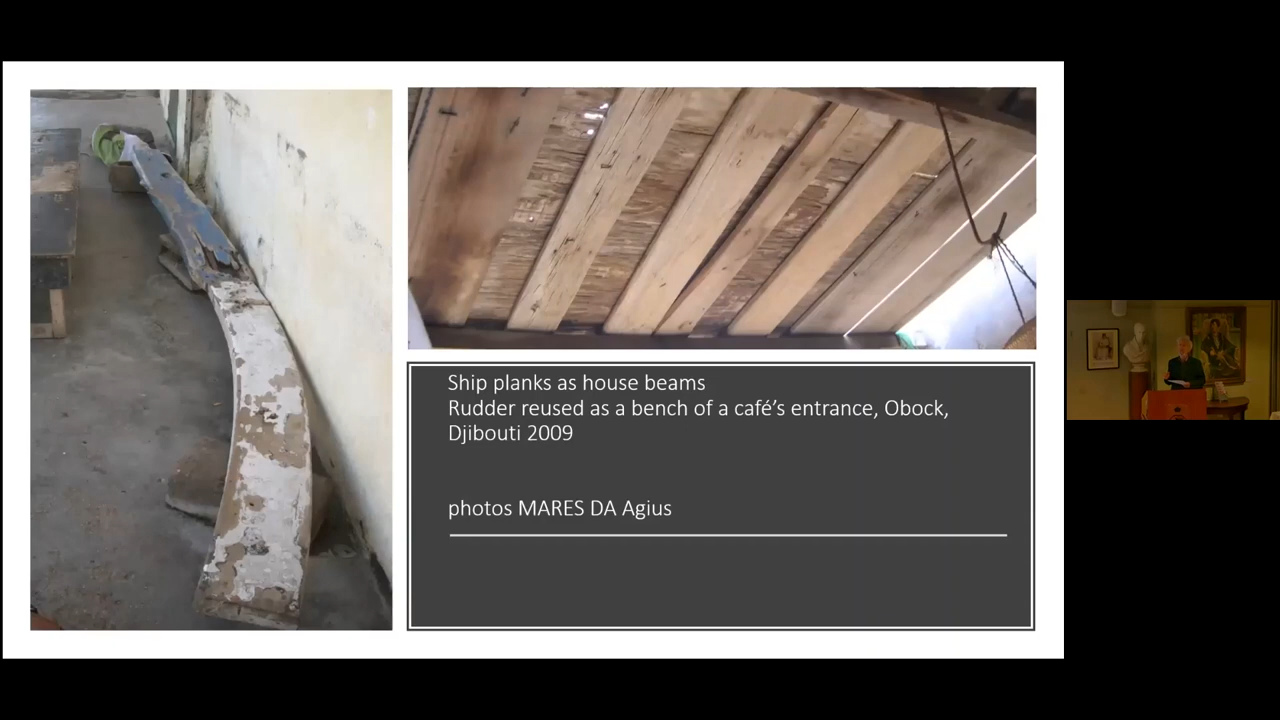 Ship planks as house beams
Rudder reused as a bench of a café’s entrance, Obock,
Djibouti 2009
photos MARES DA Agius